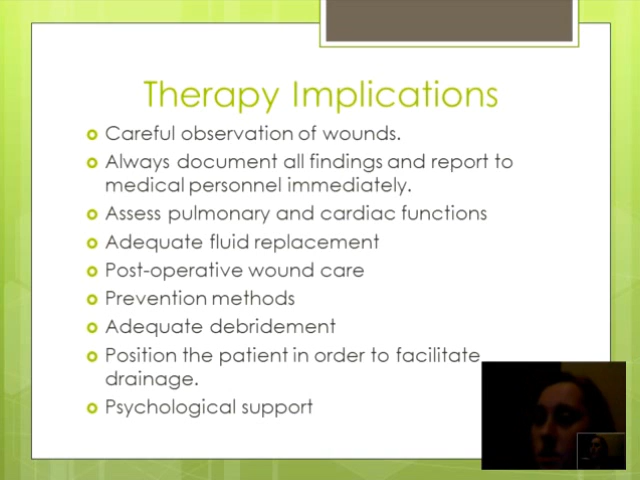 Therapy Implications
Careful observation of wounds.
Always document all findings and report to
medical personnel immediately.
Assess pulmonary and cardiac functions
Adequate fluid replacement
Post-operative wound care
Prevention methods
Adequate debridement
Position the patient in order to facilitate
drainage.
Psychological support